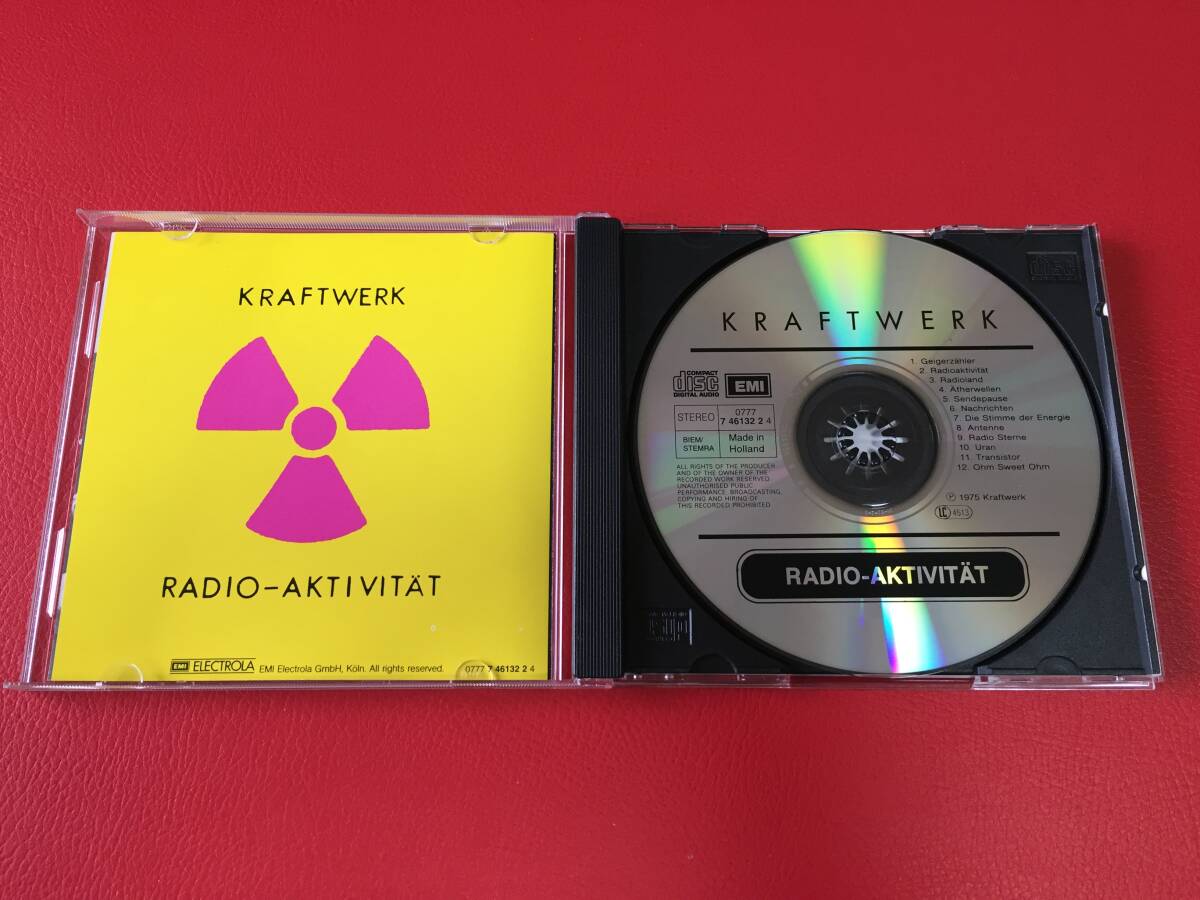 KRAFTWERK
RADIO-AKTIVITÄT
EMI ELECTROLA EMI Electrola GmbH, Köln. All rights reserved. 0777 7 46132 2 4
KRAFTWERK
COMPACT
disc
DIGITAL AUDIO
EMI
STEREO
0777
7 46132 2 4
BIEM/
STEMRA
Made in
Holland
ALL RIGHTS OF THE PRODUCER
AND OF THE OWNER OF THE
RECORDED WORK RESERVED
UNAUTHORISED PUBLIC
PERFORMANCE, BROADCASTING,
COPYING AND HIRING OF
THIS RECORDED PROHIBITED
1. Geigerzähler
2. Radioaktivität
3. Radioland
4. Ätherwellen
5. Sendepause
6. Nachrichten
7. Die Stimme der Energie
8. Antenne
9. Radio Sterne
10. Uran
11. Transistor
12. Ohm Sweet Ohm
℗ 1975 Kraftwerk
LC 4513
RADIO-AKTIVITÄT
disc